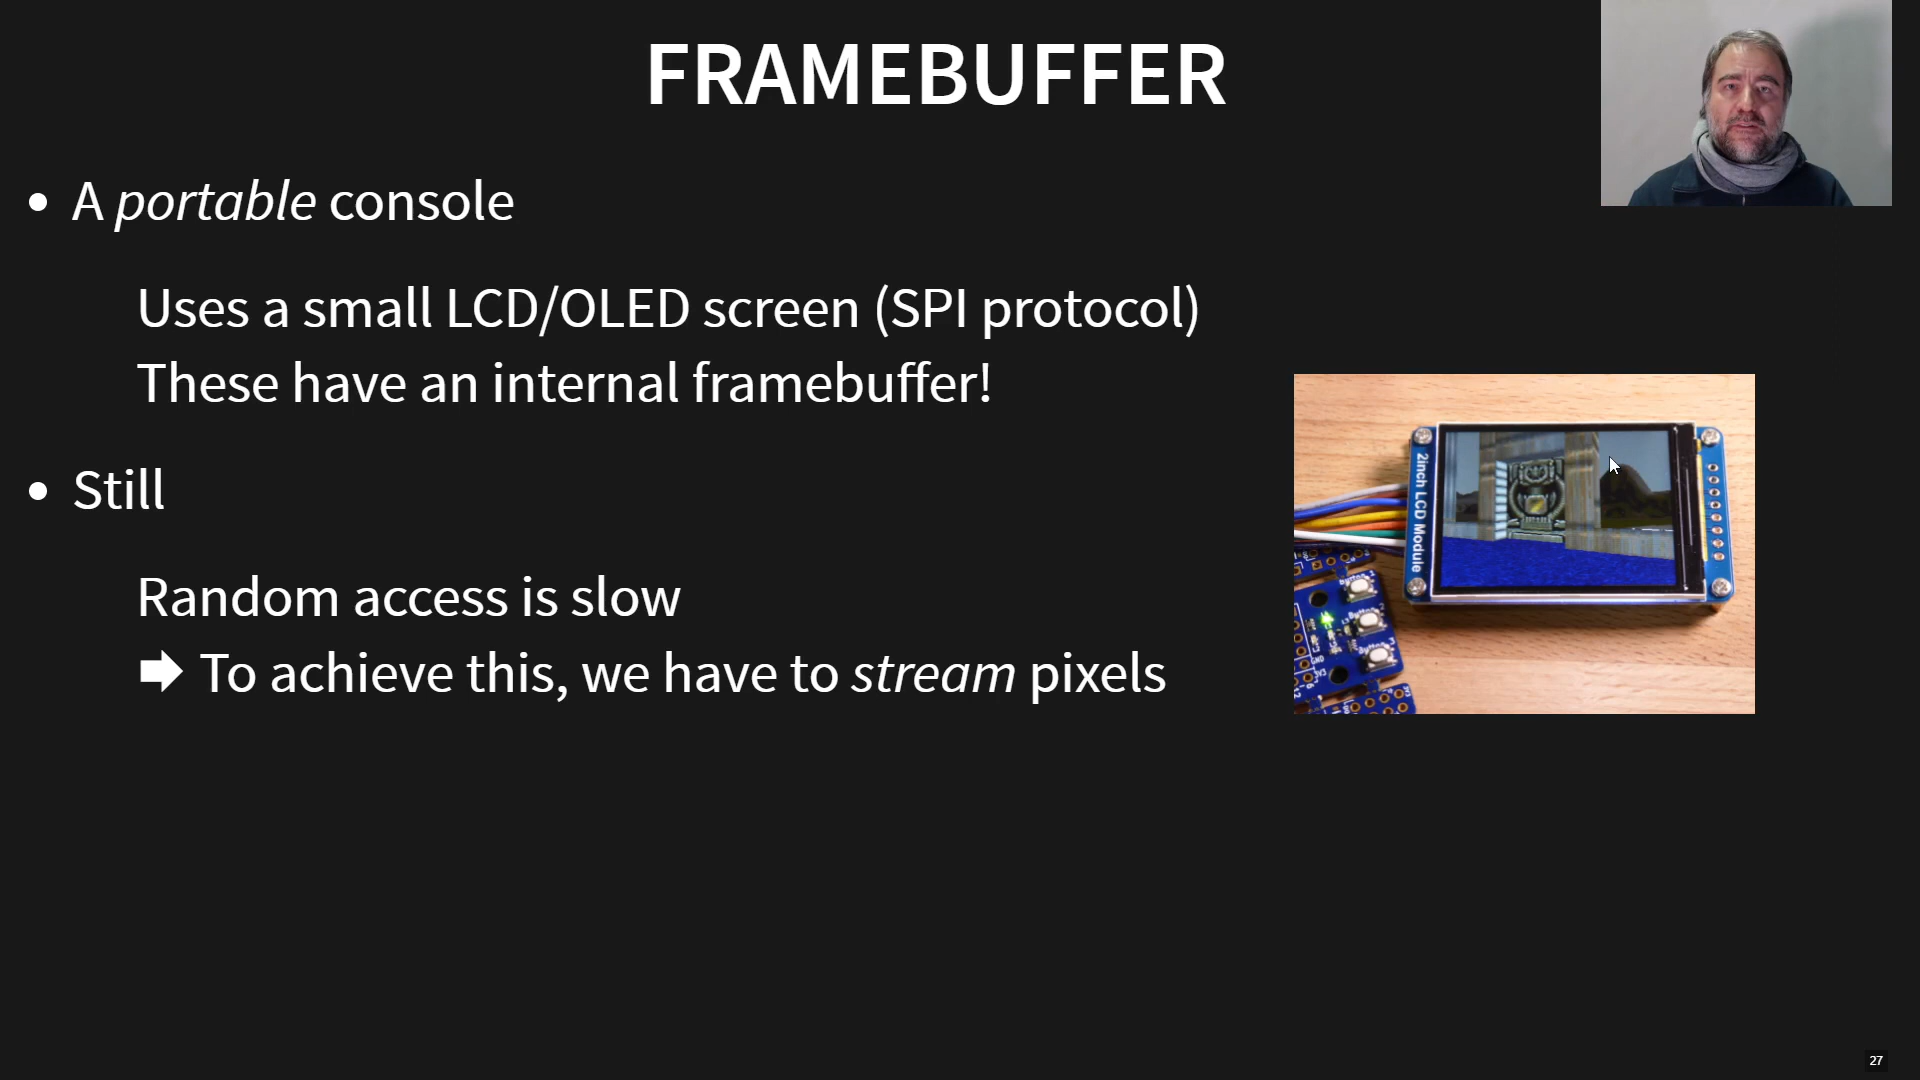 FRAMEBUFFER
• A portable console
Uses a small LCD/OLED screen (SPI protocol)
These have an internal framebuffer!
• Still
Random access is slow
➡ To achieve this, we have to stream pixels
2inch LCD Module
27